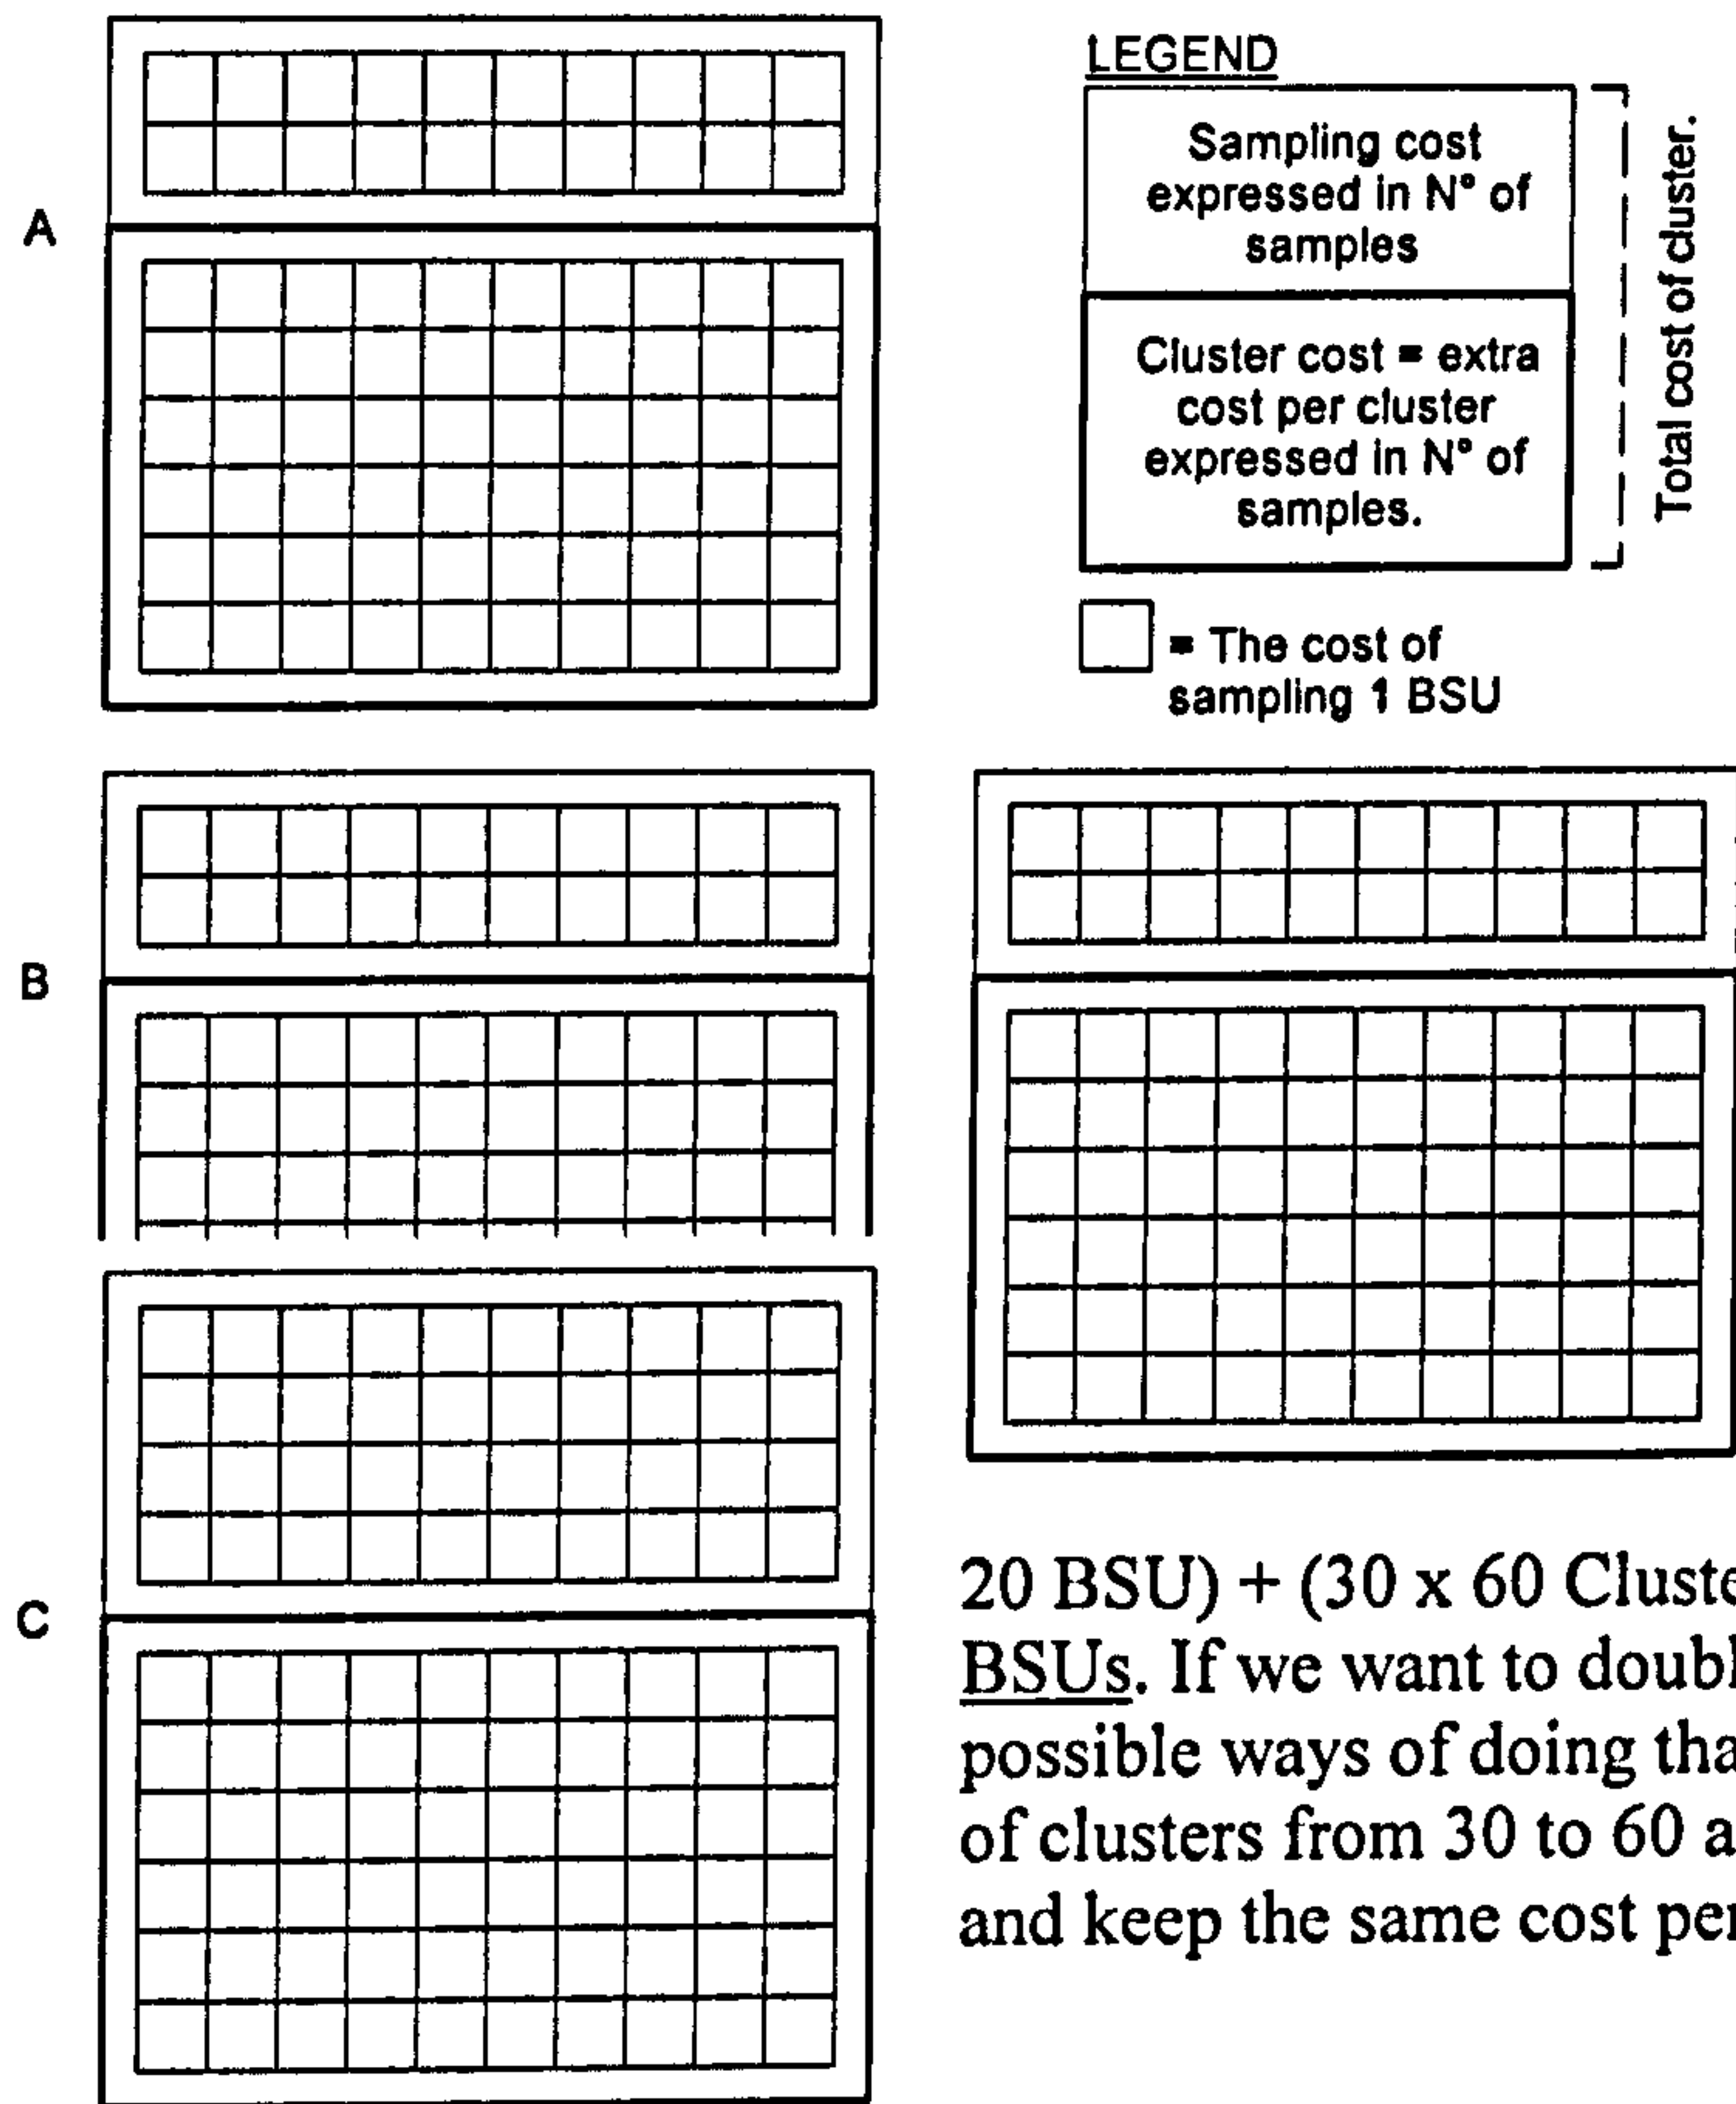 LEGEND
Sampling cost
expressed in N° of
samples
Cluster cost = extra
cost per cluster
expressed in N° of
samples.
Total cost of cluster.
= The cost of
sampling 1 BSU
A
B
C
20 BSU) + (30 x 60 Cluste
BSUs. If we want to doubl
possible ways of doing tha
of clusters from 30 to 60 a
and keep the same cost per